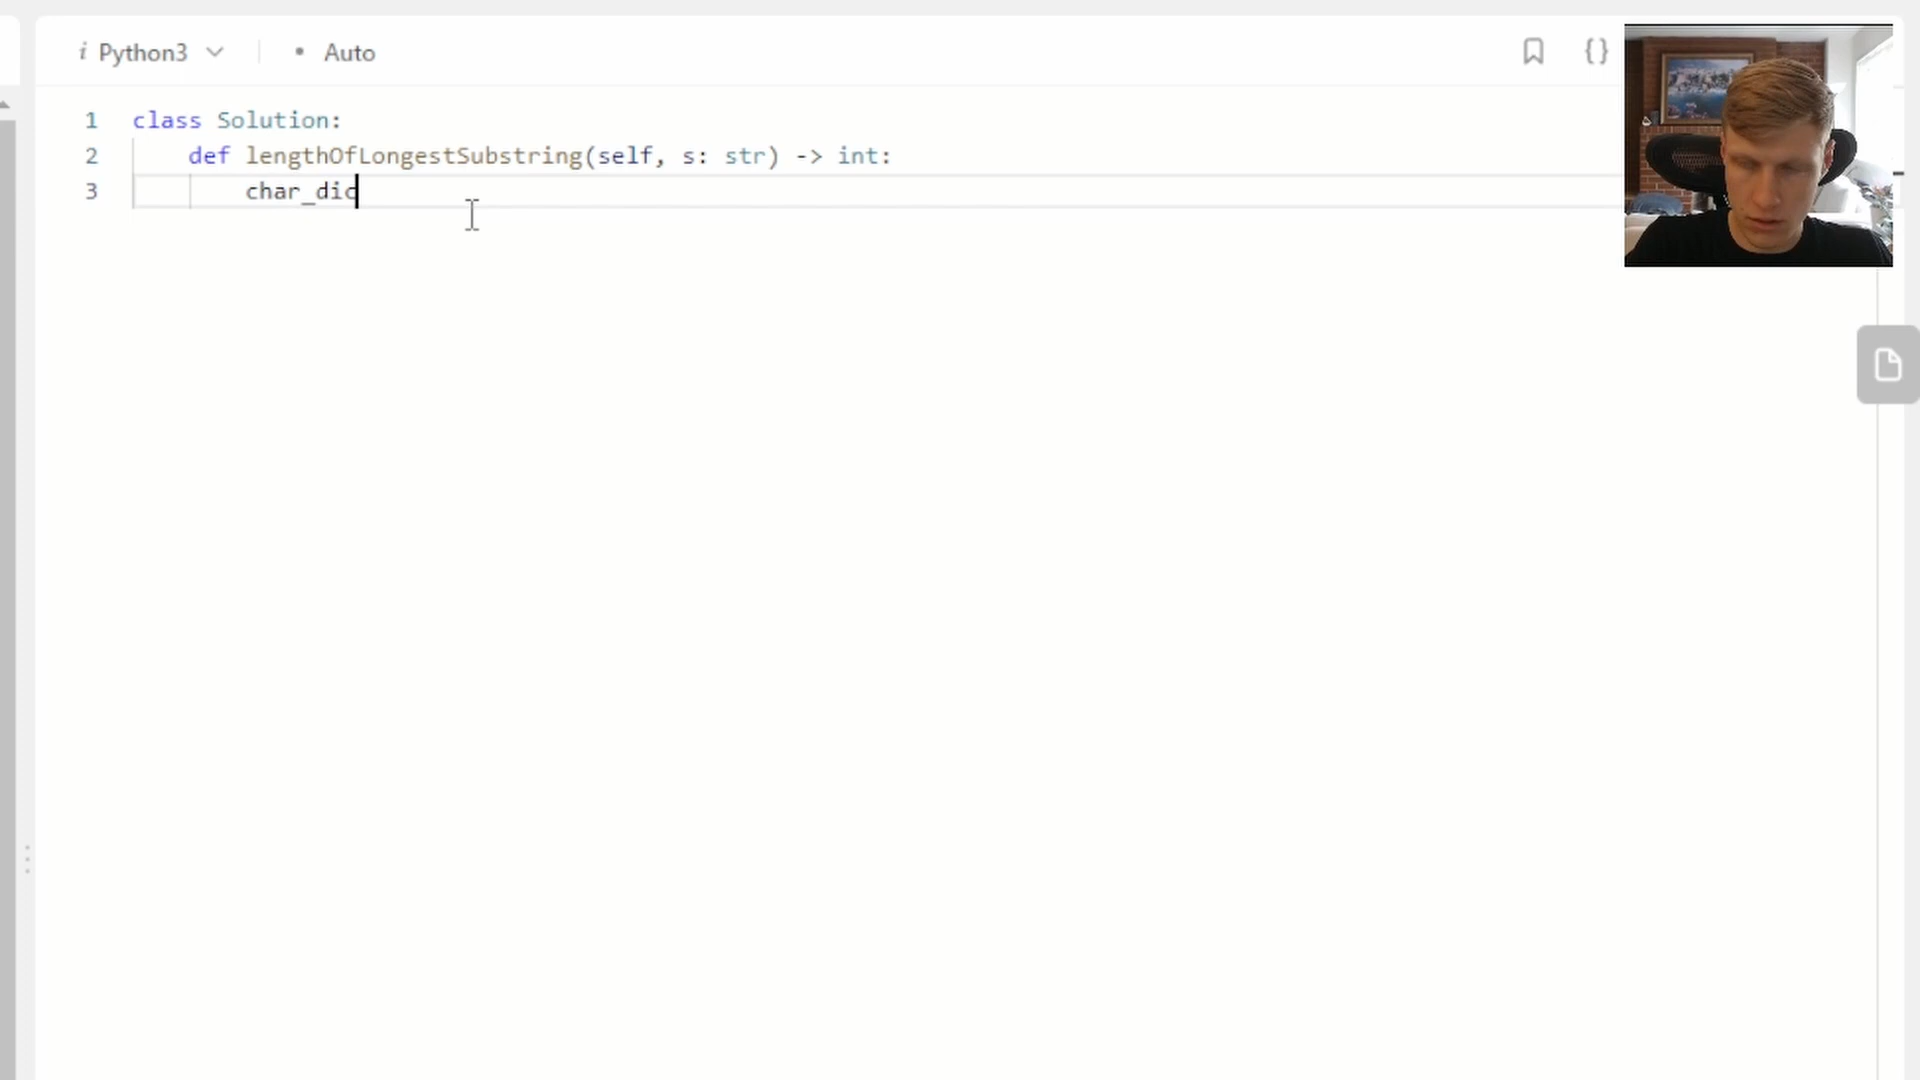 i Python3
• Auto
{}
1 class Solution:
2 def lengthOfLongestSubstring(self, s: str) -> int:
3 char_dic